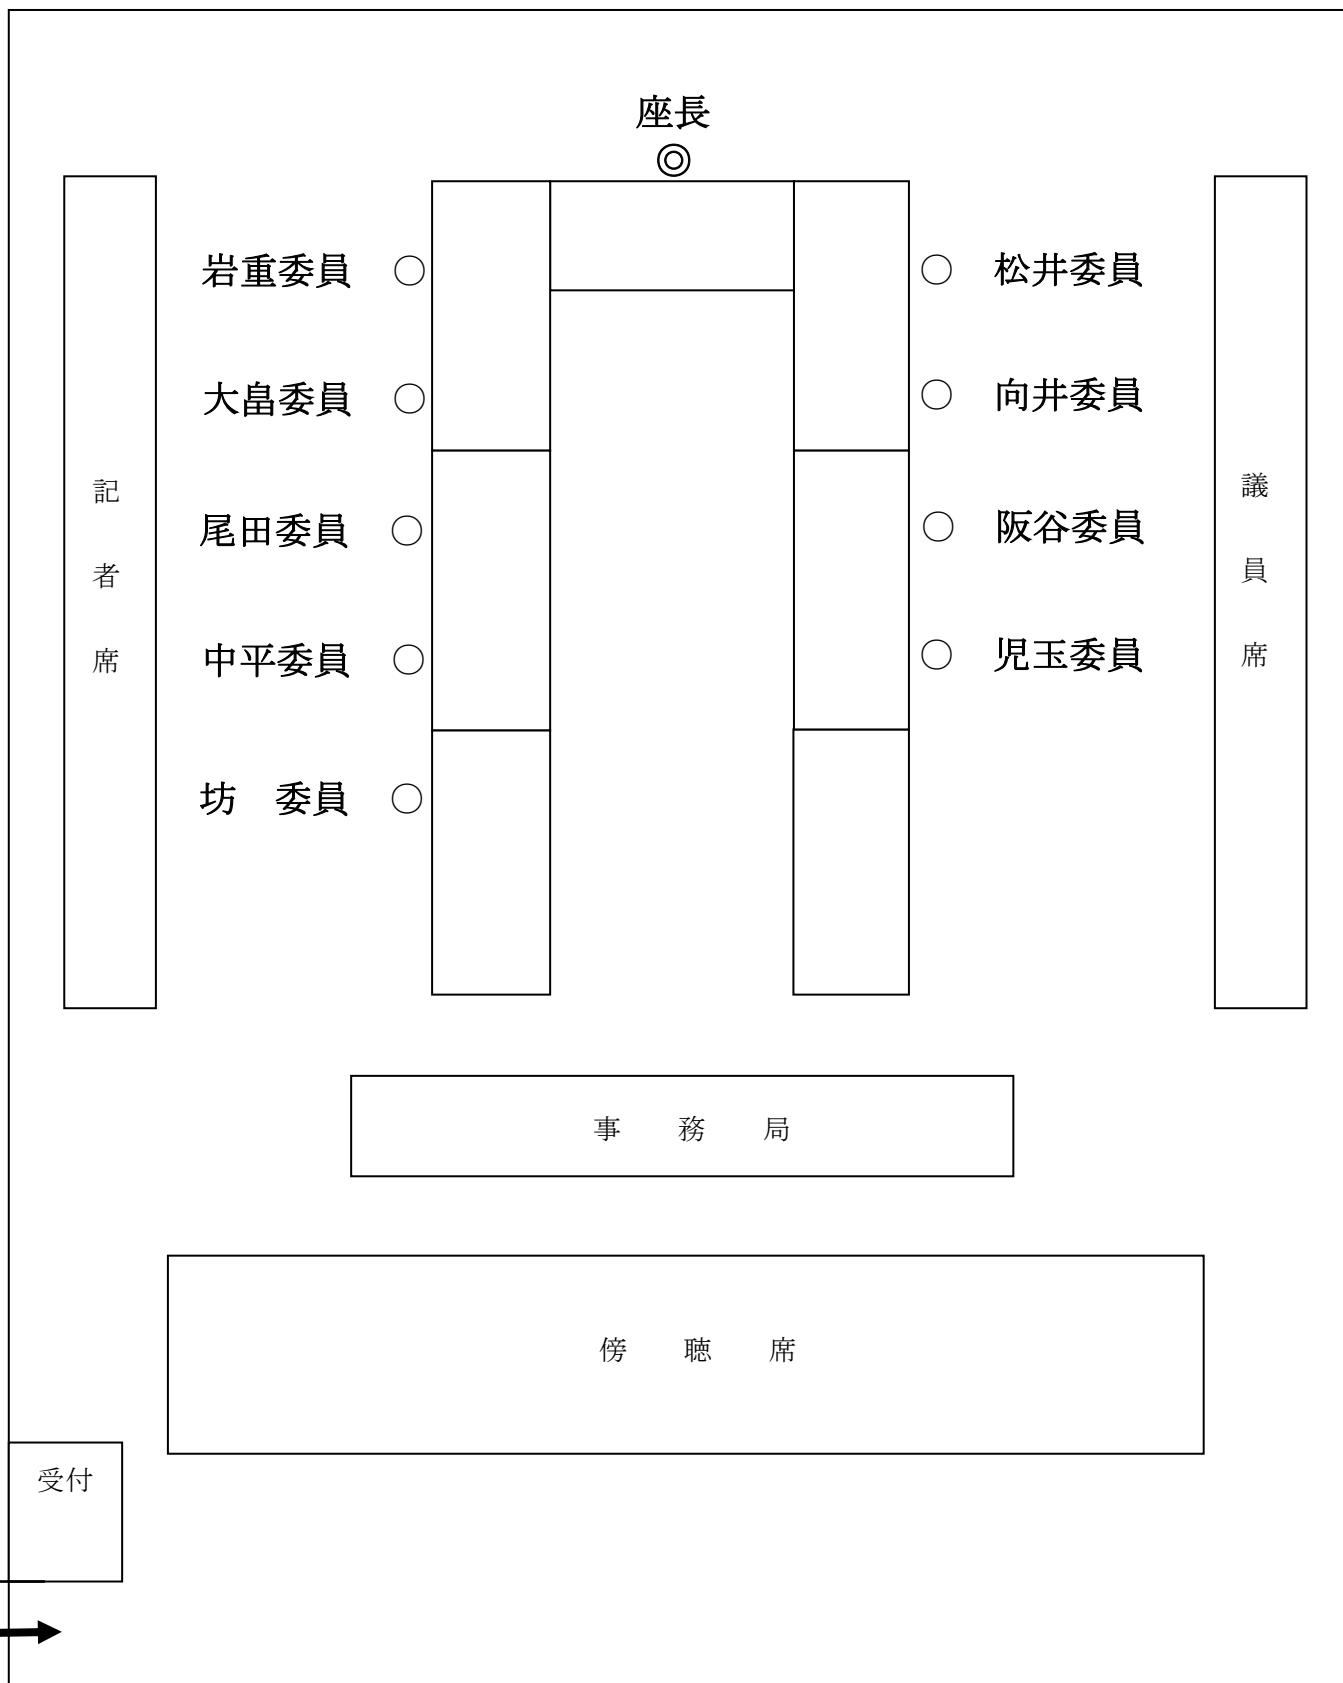 座長
◎
岩重委員 ○
○ 松井委員
大畠委員 ○
○ 向井委員
尾田委員 ○
○ 阪谷委員
中平委員 ○
○ 児玉委員
坊　委員 ○
記者席
議員席
事　務　局
傍　聴　席
受付